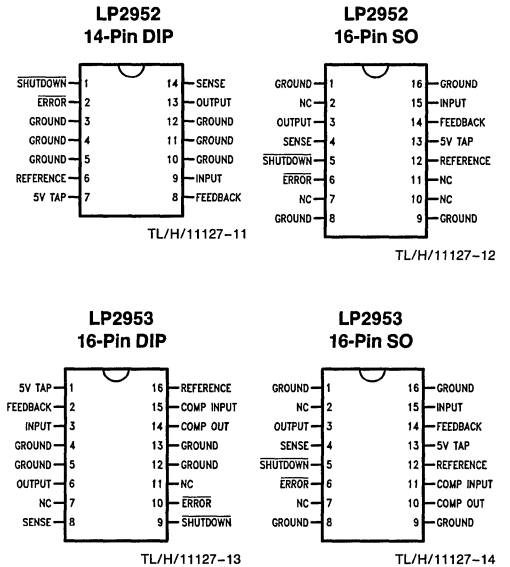 LP2952
14-Pin DIP
SHUTDOWN 1 14 SENSE
ERROR 2 13 OUTPUT
GROUND 3 12 GROUND
GROUND 4 11 GROUND
GROUND 5 10 GROUND
REFERENCE 6 9 INPUT
5V TAP 7 8 FEEDBACK
TL/H/11127-11
LP2952
16-Pin SO
GROUND 1 16 GROUND
NC 2 15 INPUT
OUTPUT 3 14 FEEDBACK
SENSE 4 13 5V TAP
SHUTDOWN 5 12 REFERENCE
ERROR 6 11 NC
NC 7 10 NC
GROUND 8 9 GROUND
TL/H/11127-12
LP2953
16-Pin DIP
5V TAP 1 16 REFERENCE
FEEDBACK 2 15 COMP INPUT
INPUT 3 14 COMP OUT
GROUND 4 13 GROUND
GROUND 5 12 GROUND
OUTPUT 6 11 NC
NC 7 10 ERROR
SENSE 8 9 SHUTDOWN
TL/H/11127-13
LP2953
16-Pin SO
GROUND 1 16 GROUND
NC 2 15 INPUT
OUTPUT 3 14 FEEDBACK
SENSE 4 13 5V TAP
SHUTDOWN 5 12 REFERENCE
ERROR 6 11 COMP INPUT
NC 7 10 COMP OUT
GROUND 8 9 GROUND
TL/H/11127-14